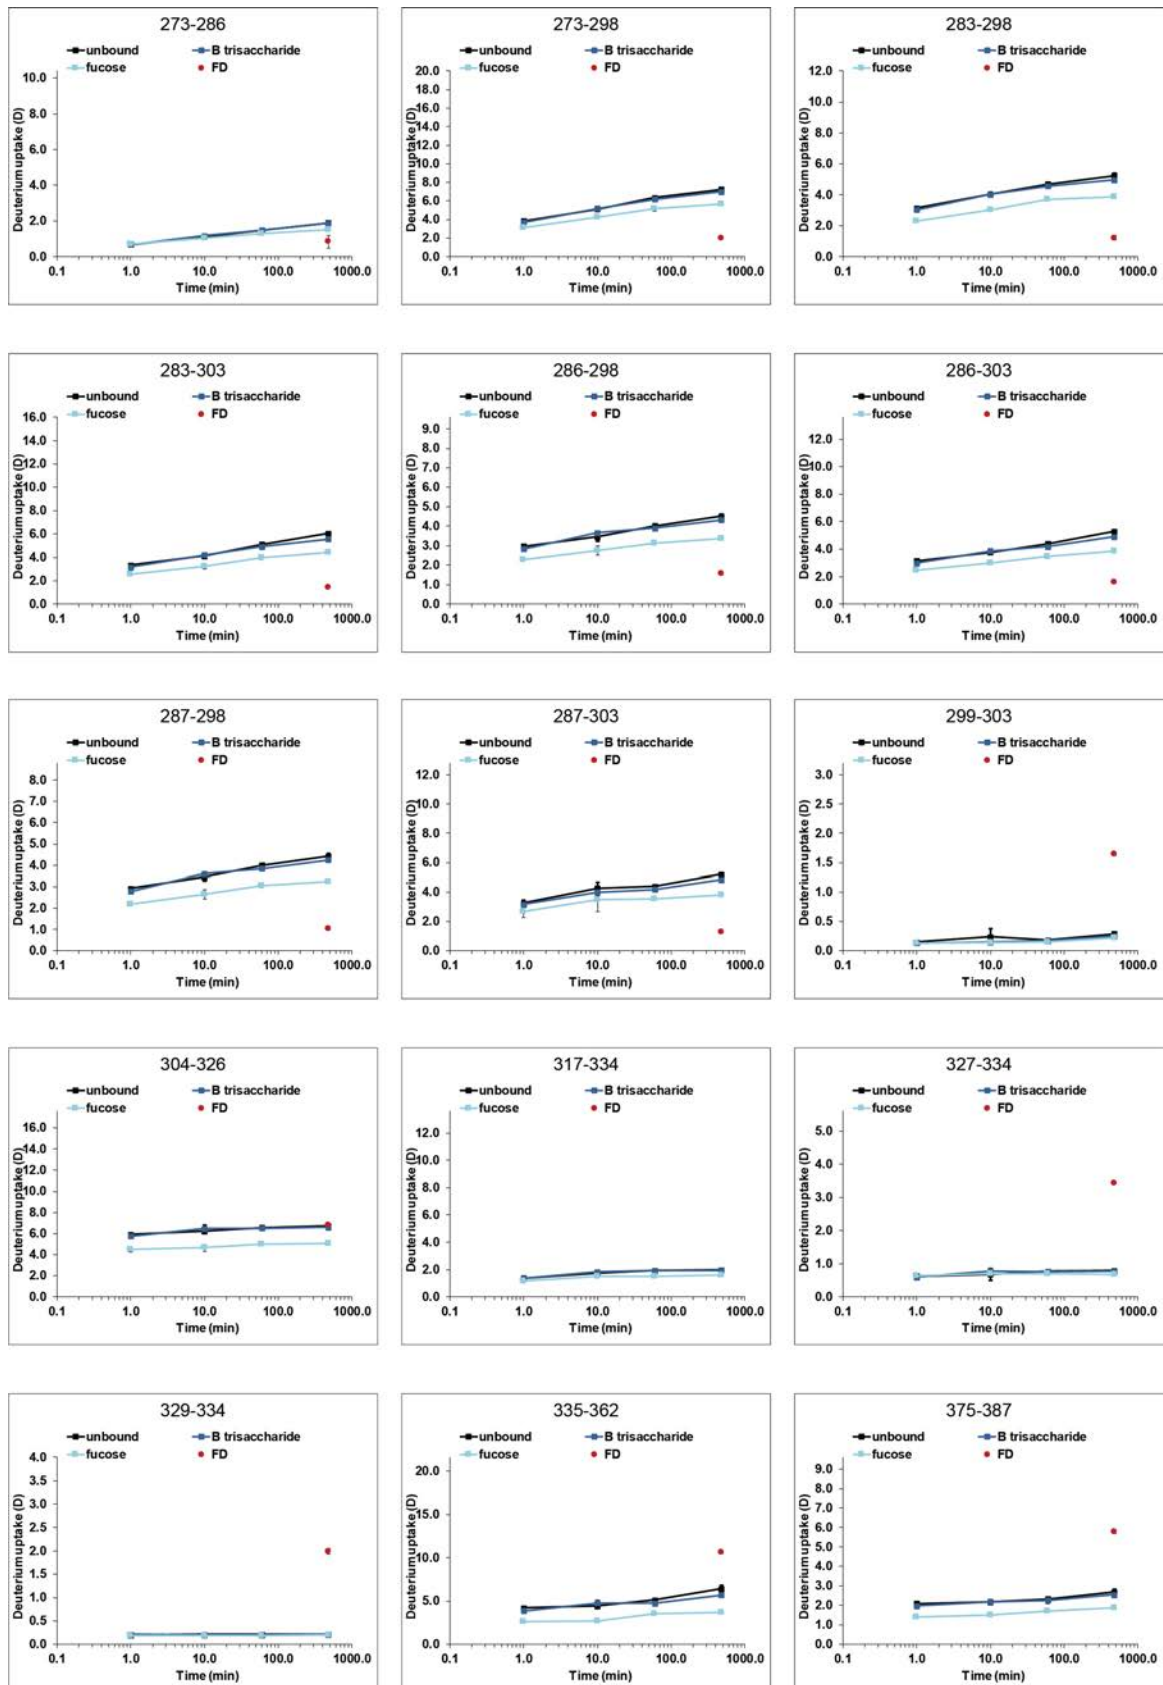 273-286
unbound B trisaccharide
fucose FD
Deuterium uptake (D)
10.0
8.0
6.0
4.0
2.0
0.0
0.1 1.0 10.0 100.0 1000.0
Time (min)
273-298
unbound B trisaccharide
fucose FD
Deuterium uptake (D)
20.0
18.0
16.0
14.0
12.0
10.0
8.0
6.0
4.0
2.0
0.0
0.1 1.0 10.0 100.0 1000.0
Time (min)
283-298
unbound B trisaccharide
fucose FD
Deuterium uptake (D)
12.0
10.0
8.0
6.0
4.0
2.0
0.0
0.1 1.0 10.0 100.0 1000.0
Time (min)
283-303
unbound B trisaccharide
fucose FD
Deuterium uptake (D)
16.0
14.0
12.0
10.0
8.0
6.0
4.0
2.0
0.0
0.1 1.0 10.0 100.0 1000.0
Time (min)
286-298
unbound B trisaccharide
fucose FD
Deuterium uptake (D)
9.0
8.0
7.0
6.0
5.0
4.0
3.0
2.0
1.0
0.0
0.1 1.0 10.0 100.0 1000.0
Time (min)
286-303
unbound B trisaccharide
fucose FD
Deuterium uptake (D)
12.0
10.0
8.0
6.0
4.0
2.0
0.0
0.1 1.0 10.0 100.0 1000.0
Time (min)
287-298
unbound B trisaccharide
fucose FD
Deuterium uptake (D)
8.0
7.0
6.0
5.0
4.0
3.0
2.0
1.0
0.0
0.1 1.0 10.0 100.0 1000.0
Time (min)
287-303
unbound B trisaccharide
fucose FD
Deuterium uptake (D)
12.0
10.0
8.0
6.0
4.0
2.0
0.0
0.1 1.0 10.0 100.0 1000.0
Time (min)
299-303
unbound B trisaccharide
fucose FD
Deuterium uptake (D)
3.0
2.5
2.0
1.5
1.0
0.5
0.0
0.1 1.0 10.0 100.0 1000.0
Time (min)
304-326
unbound B trisaccharide
fucose FD
Deuterium uptake (D)
16.0
14.0
12.0
10.0
8.0
6.0
4.0
2.0
0.0
0.1 1.0 10.0 100.0 1000.0
Time (min)
317-334
unbound B trisaccharide
fucose FD
Deuterium uptake (D)
12.0
10.0
8.0
6.0
4.0
2.0
0.0
0.1 1.0 10.0 100.0 1000.0
Time (min)
327-334
unbound B trisaccharide
fucose FD
Deuterium uptake (D)
5.0
4.0
3.0
2.0
1.0
0.0
0.1 1.0 10.0 100.0 1000.0
Time (min)
329-334
unbound B trisaccharide
fucose FD
Deuterium uptake (D)
4.0
3.5
3.0
2.5
2.0
1.5
1.0
0.5
0.0
0.1 1.0 10.0 100.0 1000.0
Time (min)
335-362
unbound B trisaccharide
fucose FD
Deuterium uptake (D)
20.0
15.0
10.0
5.0
0.0
0.1 1.0 10.0 100.0 1000.0
Time (min)
375-387
unbound B trisaccharide
fucose FD
Deuterium uptake (D)
9.0
8.0
7.0
6.0
5.0
4.0
3.0
2.0
1.0
0.0
0.1 1.0 10.0 100.0 1000.0
Time (min)